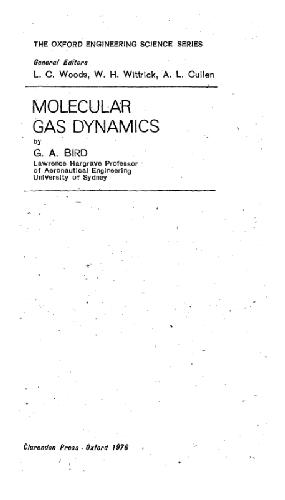 THE OXFORD ENGINEERING SCIENCE SERIES
General Editors
L. C. Woods, W. H. Wittrick, A. L. Cullen
MOLECULAR
GAS DYNAMICS
by
G. A. BIRD
Lawrence Hargrave Professor
of Aeronautical Engineering
University of Sydney
Clarendon Press · Oxford 1976